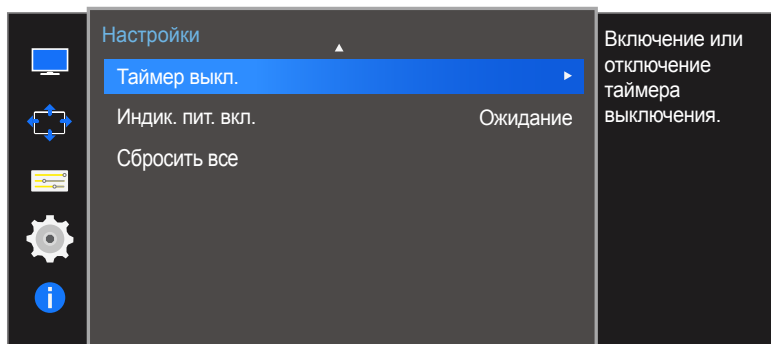 Настройки
Таймер выкл.
Индик. пит. вкл. Ожидание
Сбросить все
Включение или
отключение
таймера
выключения.